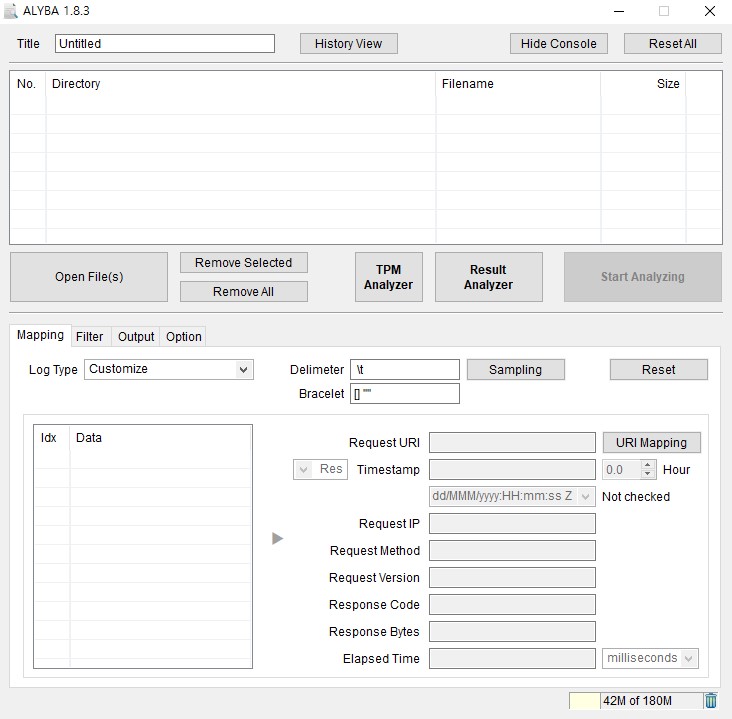 ALYBA 1.8.3
Title Untitled History View Hide Console Reset All
No. Directory Filename Size
Open File(s) Remove Selected Remove All TPM Analyzer Result Analyzer Start Analyzing
Mapping Filter Output Option
Log Type Customize Delimeter \t Sampling Reset
Bracelet [] ""
Idx Data
Request URI URI Mapping
Res Timestamp 0.0 Hour
dd/MMM/yyyy:HH:mm:ss Z Not checked
Request IP
Request Method
Request Version
Response Code
Response Bytes
Elapsed Time milliseconds
42M of 180M